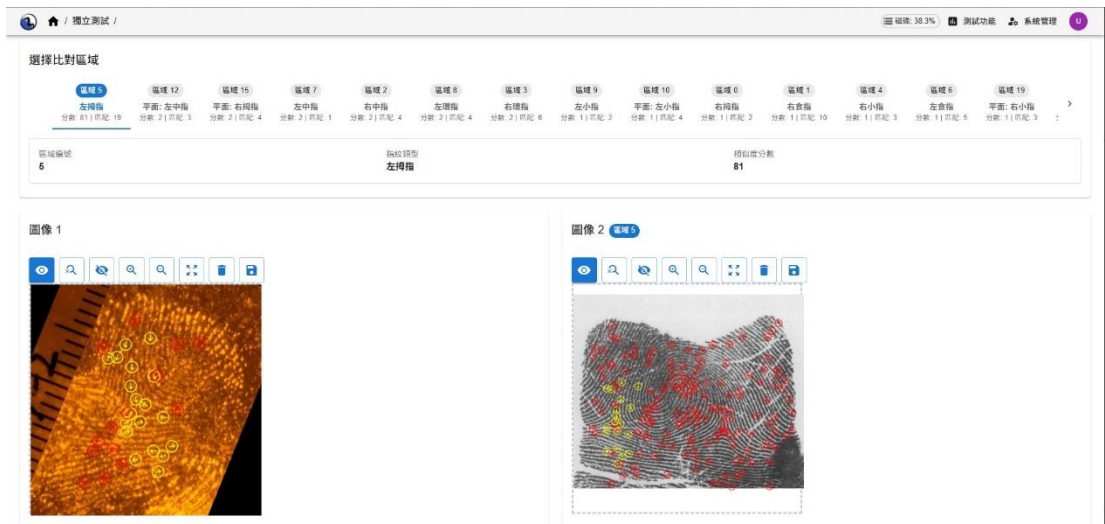 / 獨立測試 /
磁碟: 38.3%
測試功能
系統管理
U
選擇比對區域
區域 5
左拇指
分數: 81 | 匹配: 19
區域 12
平面: 左中指
分數: 2 | 匹配: 3
區域 15
平面: 右拇指
分數: 2 | 匹配: 4
區域 7
左中指
分數: 2 | 匹配: 1
區域 2
右中指
分數: 2 | 匹配: 4
區域 8
左環指
分數: 2 | 匹配: 4
區域 3
右環指
分數: 2 | 匹配: 6
區域 9
左小指
分數: 1 | 匹配: 2
區域 10
平面: 左小指
分數: 1 | 匹配: 4
區域 0
右拇指
分數: 1 | 匹配: 2
區域 1
右食指
分數: 1 | 匹配: 10
區域 4
右小指
分數: 1 | 匹配: 3
區域 6
左食指
分數: 1 | 匹配: 5
區域 19
平面: 右小指
分數: 1 | 匹配: 3
區域編號
5
指紋類型
左拇指
相似度分數
81
圖像 1
圖像 2 區域 5